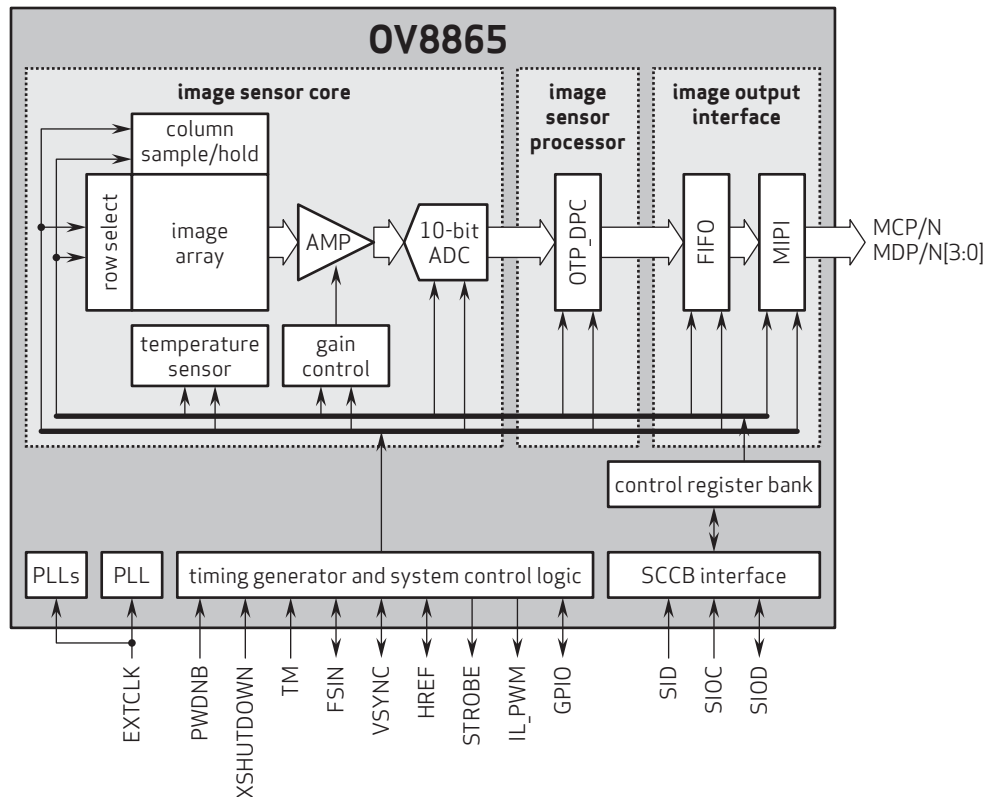 OV8865
image sensor core
image
sensor
processor
image output
interface
column
sample/hold
row select
image
array
AMP
10-bit
ADC
OTP_DPC
FIFO
MIPI
MCP/N
MDP/N[3:0]
temperature
sensor
gain
control
control register bank
PLLs
PLL
timing generator and system control logic
SCCB interface
EXTCLK
PWDNB
XSHUTDOWN
TM
FSIN
VSYNC
HREF
STROBE
IL_PWM
GPIO
SID
SIOC
SIOD